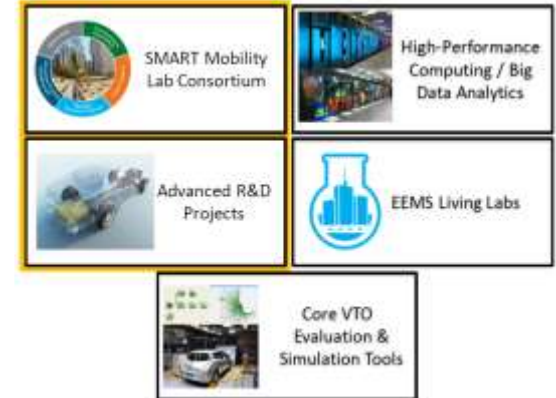 SMART Mobility
Lab Consortium
High-Performance
Computing / Big
Data Analytics
Advanced R&D
Projects
EEMS Living Labs
Core VTO
Evaluation &
Simulation Tools